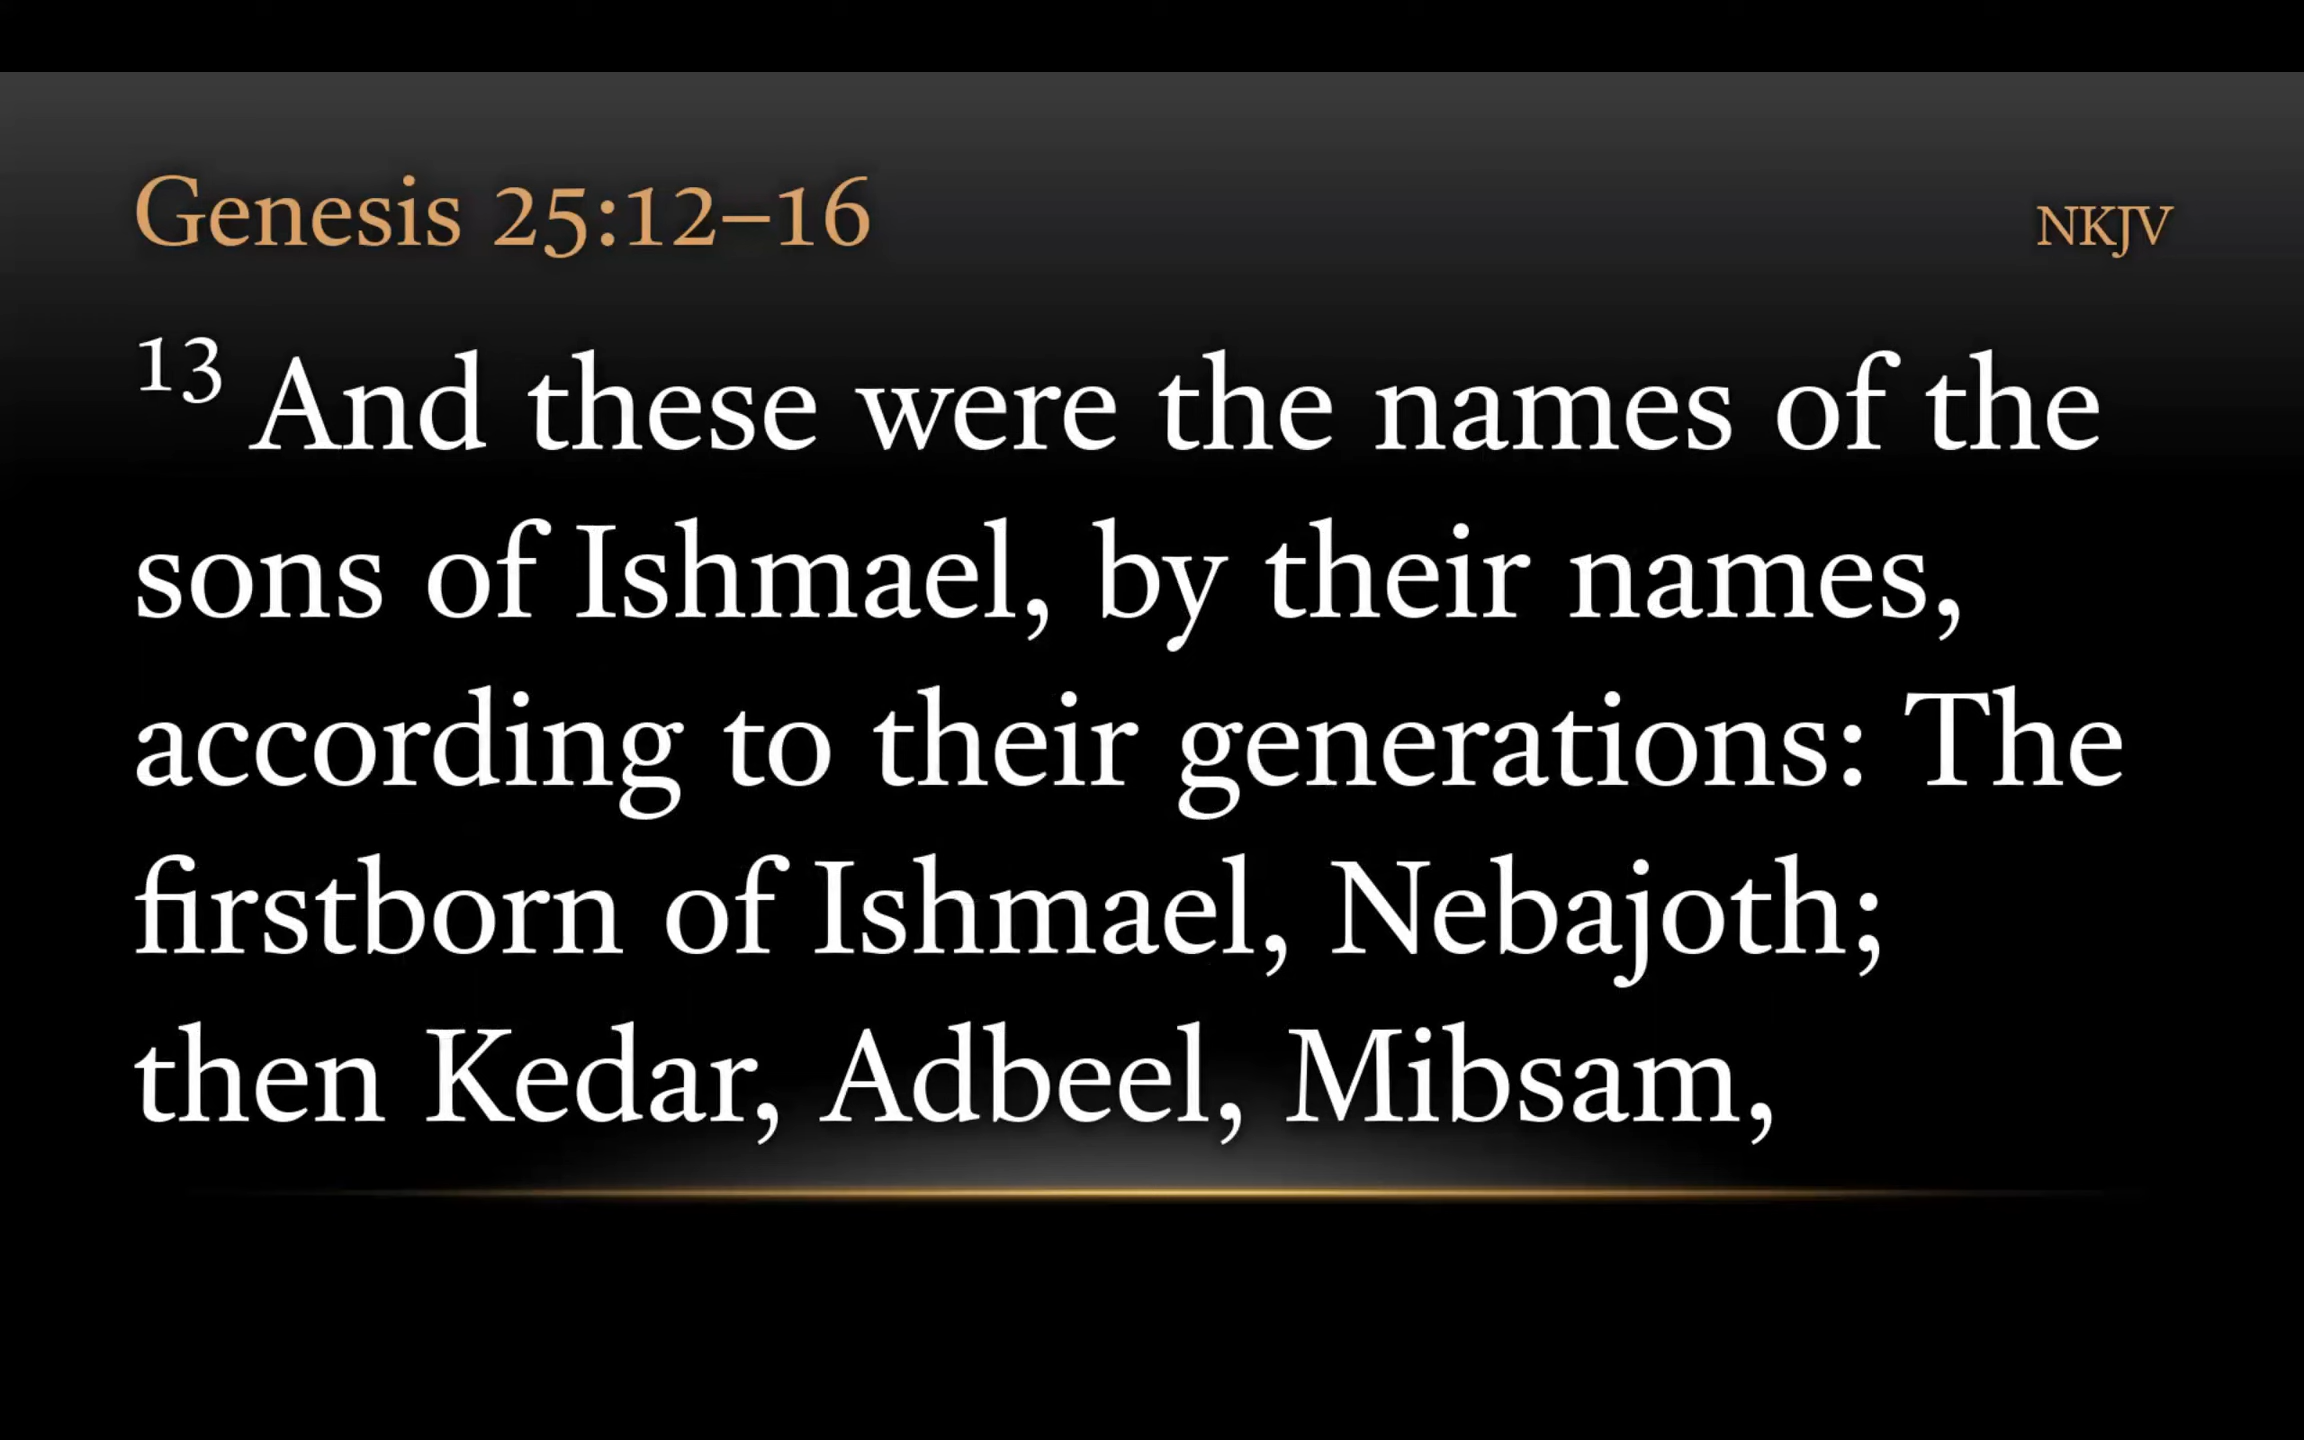 Genesis 25:12–16 NKJV
13 And these were the names of the
sons of Ishmael, by their names,
according to their generations: The
firstborn of Ishmael, Nebajoth;
then Kedar, Adbeel, Mibsam,